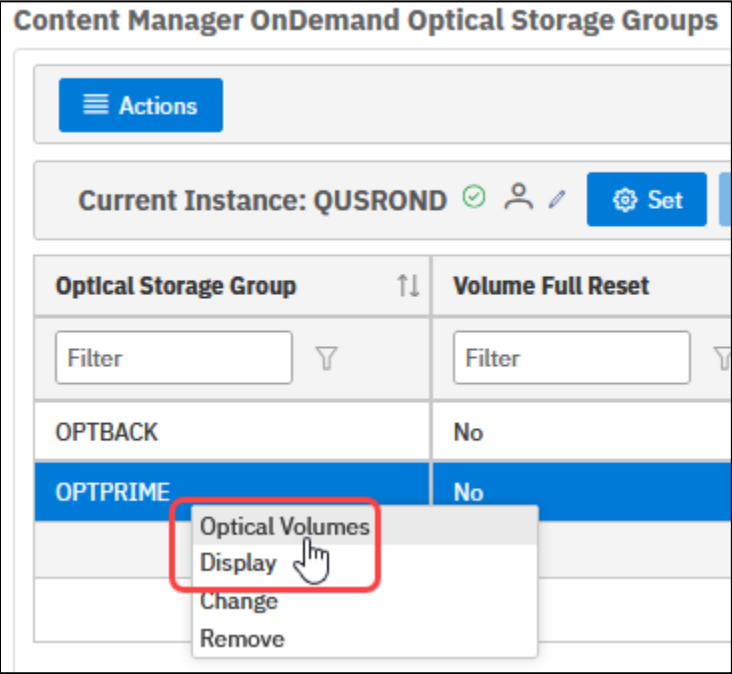 Content Manager OnDemand Optical Storage Groups
Actions
Current Instance: QUSROND Set
Optical Storage Group Volume Full Reset
Filter Filter
OPTBACK No
OPTPRIME No
Optical Volumes
Display
Change
Remove